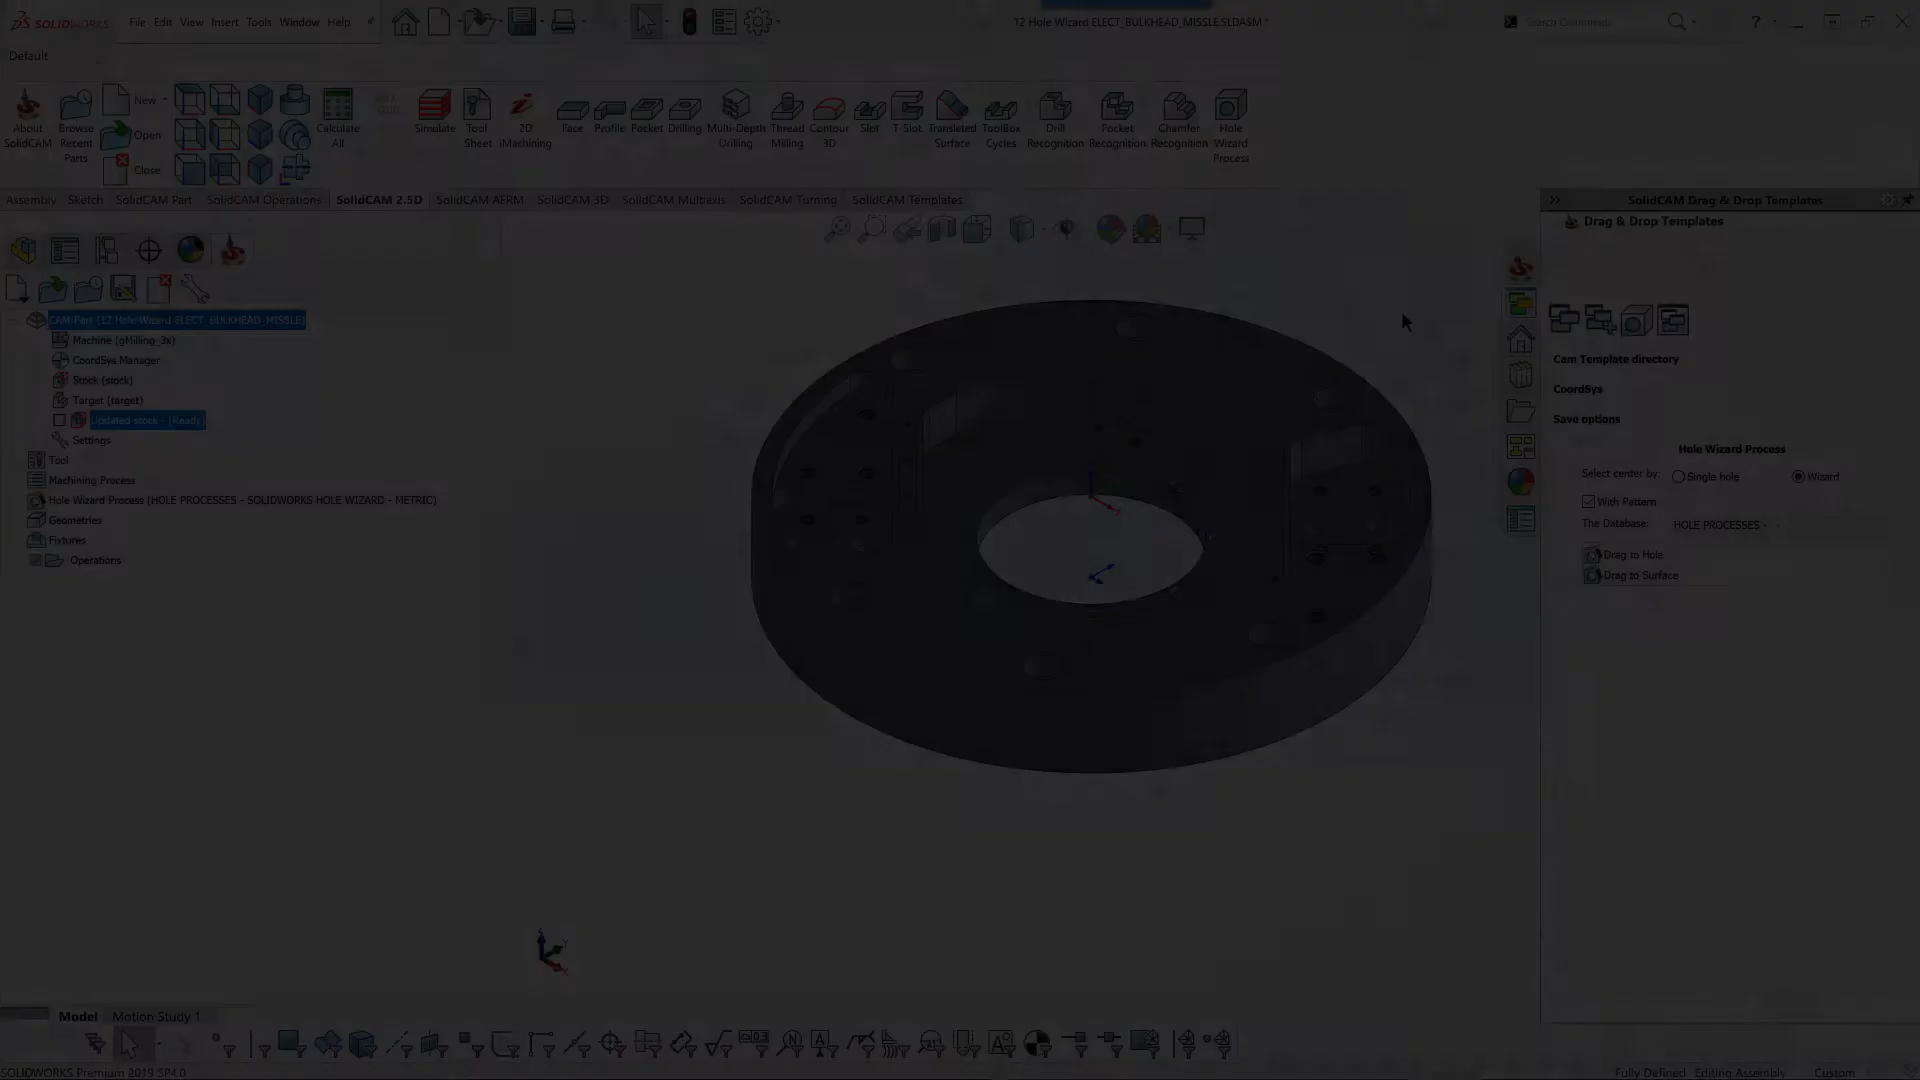 SOLIDWORKS File Edit View Insert Tools Window Help 12 Hole Wizard ELECT_BULKHEAD_MISSLE.SLDASM * Search Commands ?
Default
New
Open
Close
About SolidCAM
Browse Recent Parts
Calculate All
Simulate
Tool Sheet
2D iMachining
Face
Profile
Pocket
Drilling
Multi-Depth Drilling
Thread Milling
Contour 3D
Slot
T-Slot
Translated Surface
ToolBox Cycles
Drill Recognition
Pocket Recognition
Chamfer Recognition
Hole Wizard Process
Assembly Sketch SolidCAM Part SolidCAM Operations SolidCAM 2.5D SolidCAM AFRM SolidCAM 3D SolidCAM Multiaxis SolidCAM Turning SolidCAM Templates
CAM-Part (12 Hole Wizard ELECT_BULKHEAD_MISSLE)
Machine (gMilling_3x)
CoordSys Manager
Stock (stock)
Target (target)
Updated stock - (Ready)
Settings
Tool
Machining Process
Hole Wizard Process (HOLE PROCESSES - SOLIDWORKS HOLE WIZARD - METRIC)
Geometries
Fixtures
Operations
SolidCAM Drag & Drop Templates
Drag & Drop Templates
Cam Template directory
CoordSys
Save options
Hole Wizard Process
Select center by: Single hole Wizard
With Pattern
The Database: HOLE PROCESSES -
Drag to Hole
Drag to Surface
Model Motion Study 1
SOLIDWORKS Premium 2019 SP4.0 Fully Defined Editing Assembly Custom